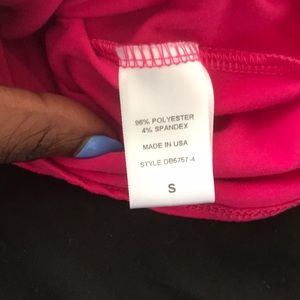 96% POLYESTER
4% SPANDEX
MADE IN USA
STYLE DB5757-4
S